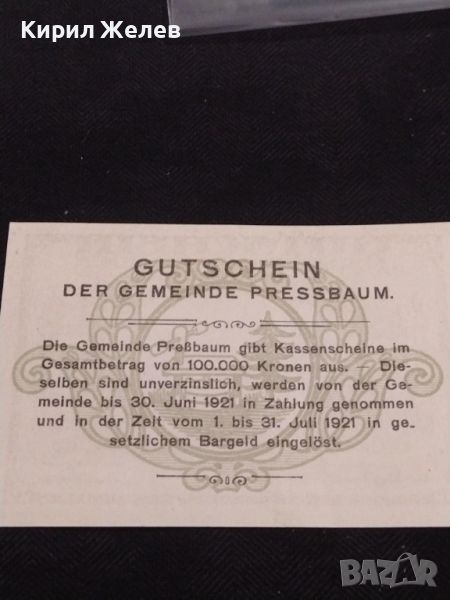 Кирил Желев
GUTSCHEIN
DER GEMEINDE PRESSBAUM.
Die Gemeinde Preßbaum gibt Kassenscheine im
Gesamtbetrag von 100.000 Kronen aus. — Die-
selben sind unverzinslich, werden von der Ge-
meinde bis 30. Juni 1921 in Zahlung genommen
und in der Zeit vom 1. bis 31. Juli 1921 in ge-
setzlichem Bargeld eingelöst.
BAZAR